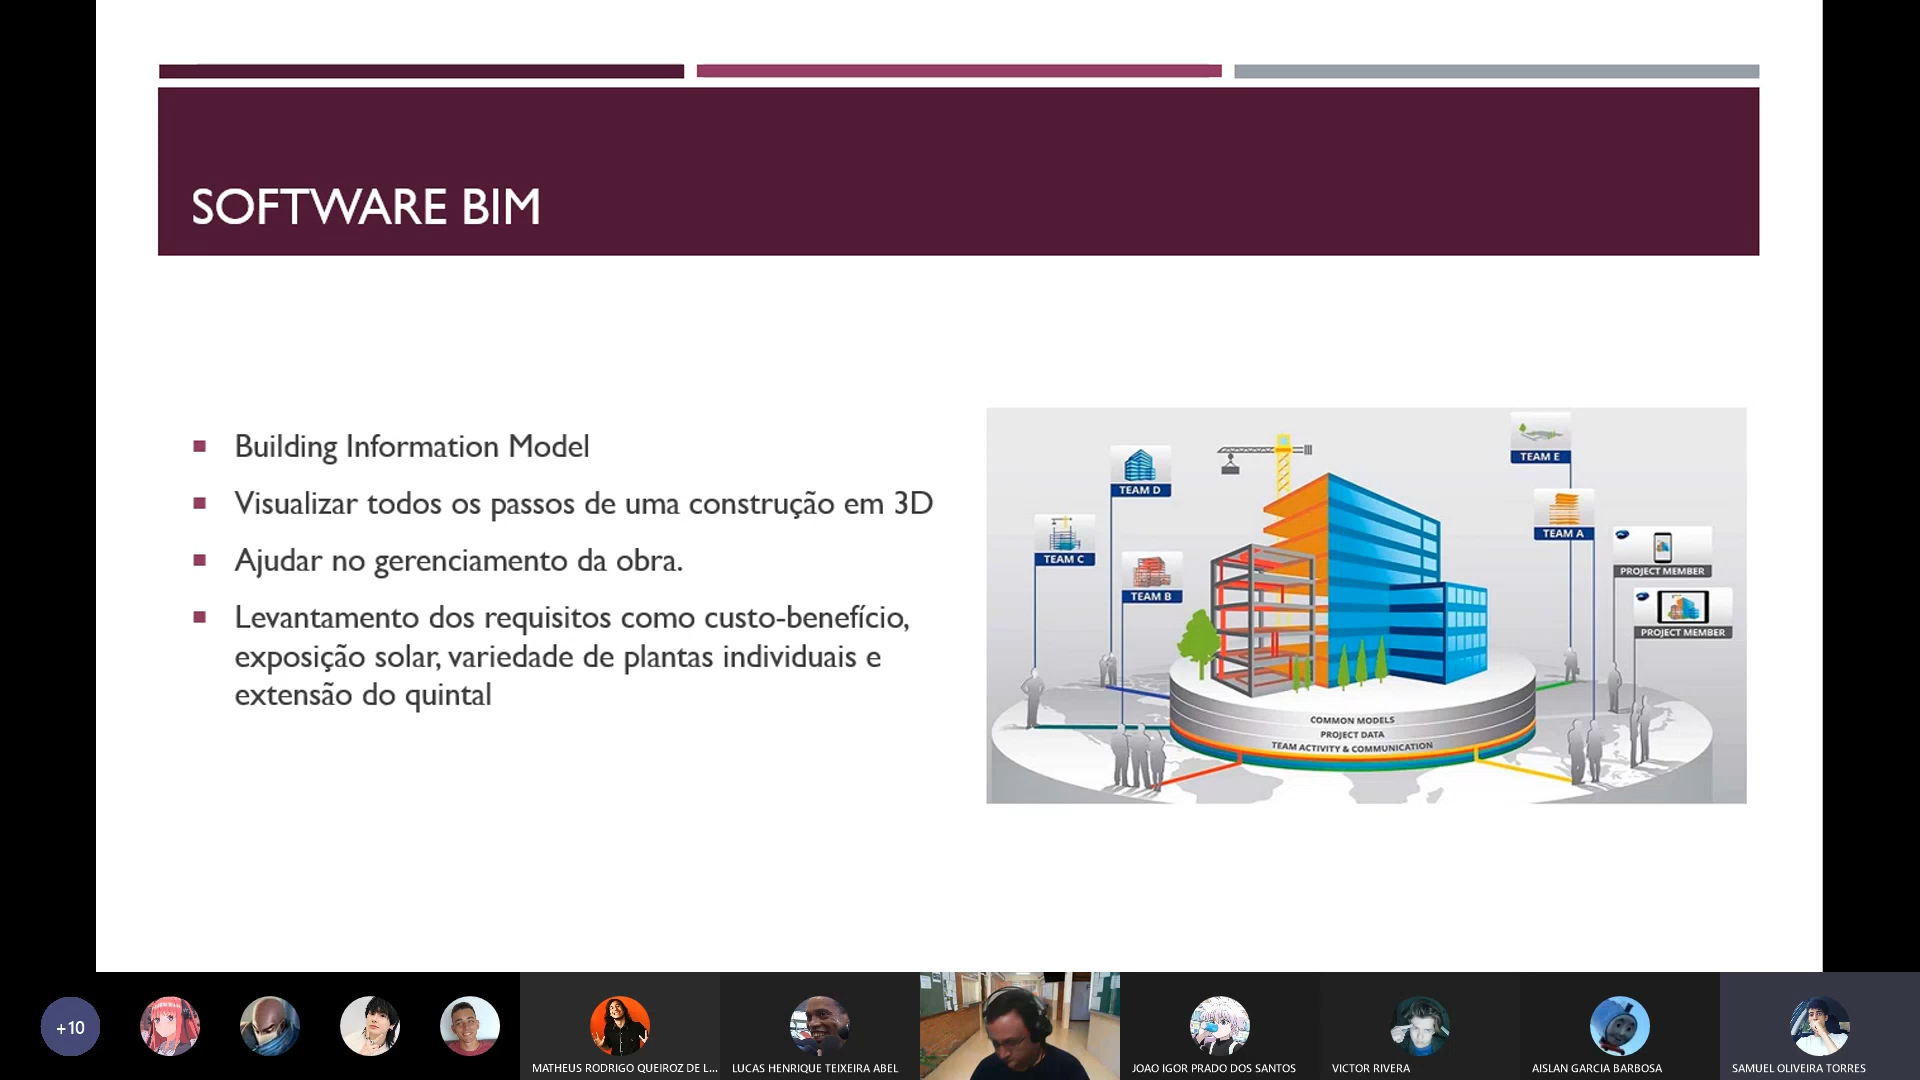 SOFTWARE BIM
Building Information Model
Visualizar todos os passos de uma construção em 3D
Ajudar no gerenciamento da obra.
Levantamento dos requisitos como custo-benefício,
exposição solar, variedade de plantas individuais e
extensão do quintal
TEAM E
TEAM D
TEAM A
TEAM C
PROJECT MEMBER
TEAM B
PROJECT MEMBER
COMMON MODELS
PROJECT DATA
TEAM ACTIVITY & COMMUNICATION
+10
MATHEUS RODRIGO QUEIROZ DE L...
LUCAS HENRIQUE TEIXEIRA ABEL
JOAO IGOR PRADO DOS SANTOS
VICTOR RIVERA
AISLAN GARCIA BARBOSA
SAMUEL OLIVEIRA TORRES